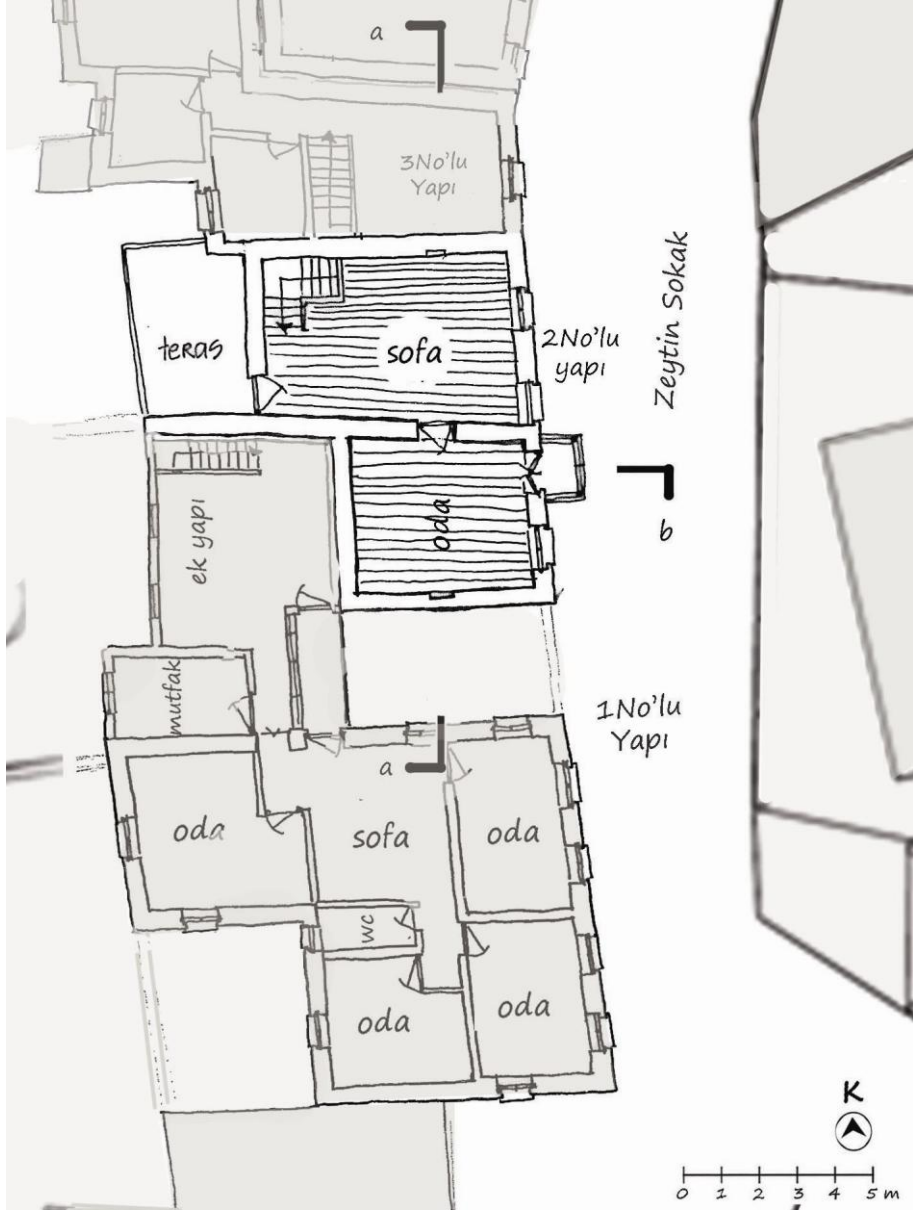 a
3No'lu
Yapı
Zeytin Sokak
teras
sofa
2No'lu
yapı
oda
b
ek yapı
mutfak
1No'lu
Yapı
a
oda
sofa
oda
wc
oda
oda
K
0 1 2 3 4 5 m